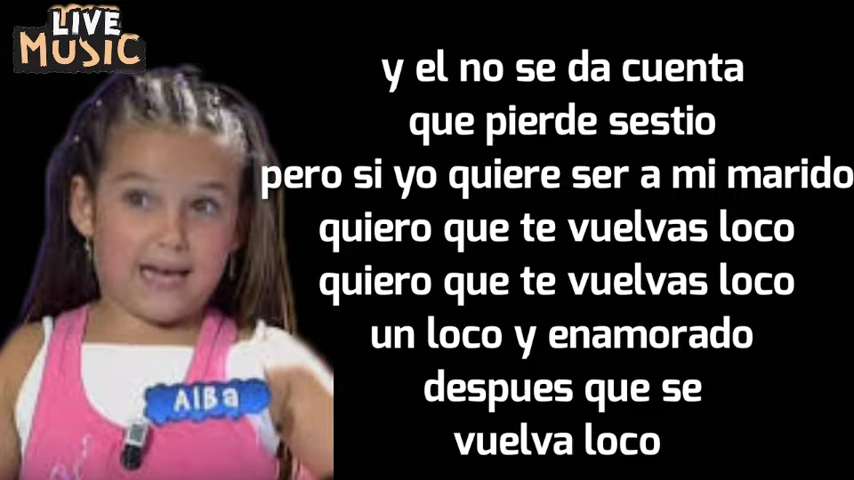 LIVE
MUSIC
y el no se da cuenta
que pierde sestio
pero si yo quiere ser a mi marido
quiero que te vuelvas loco
quiero que te vuelvas loco
un loco y enamorado
despues que se
vuelva loco
AlBa